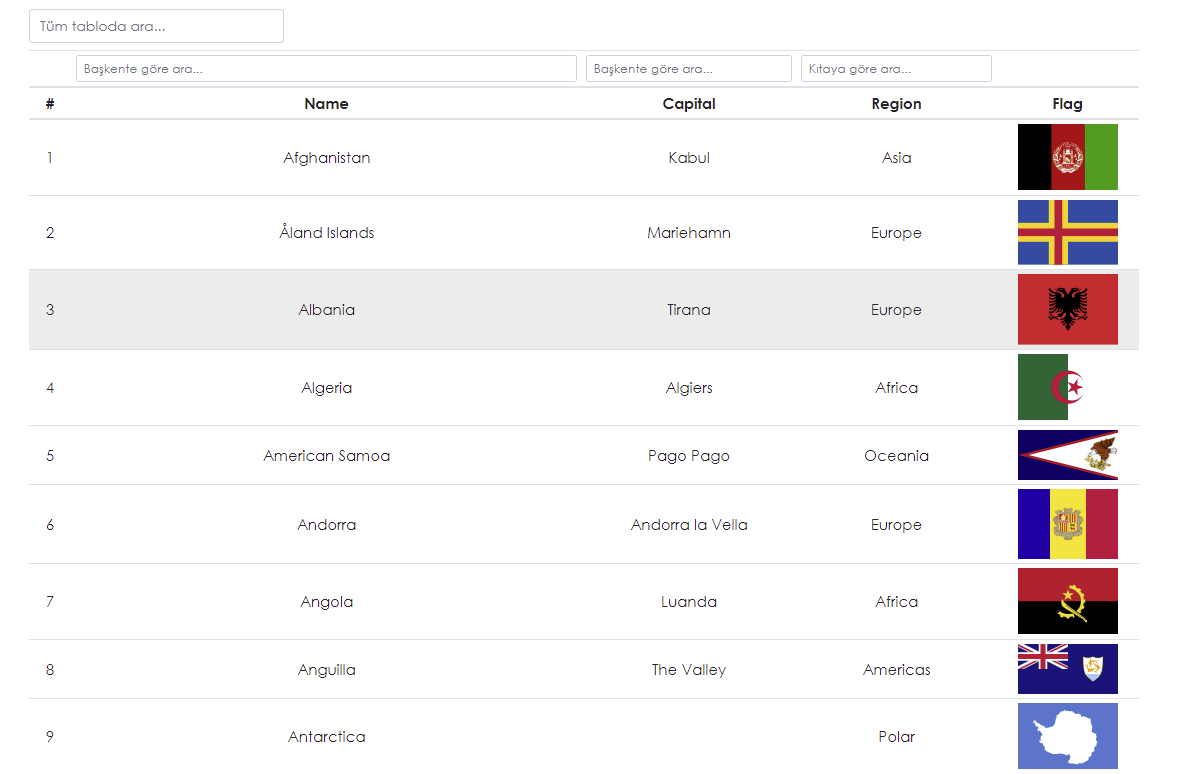 Tüm tabloda ara...
Başkente göre ara... Başkente göre ara... Kıtaya göre ara...
# Name Capital Region Flag
1 Afghanistan Kabul Asia
2 Åland Islands Mariehamn Europe
3 Albania Tirana Europe
4 Algeria Algiers Africa
5 American Samoa Pago Pago Oceania
6 Andorra Andorra la Vella Europe
7 Angola Luanda Africa
8 Anguilla The Valley Americas
9 Antarctica Polar